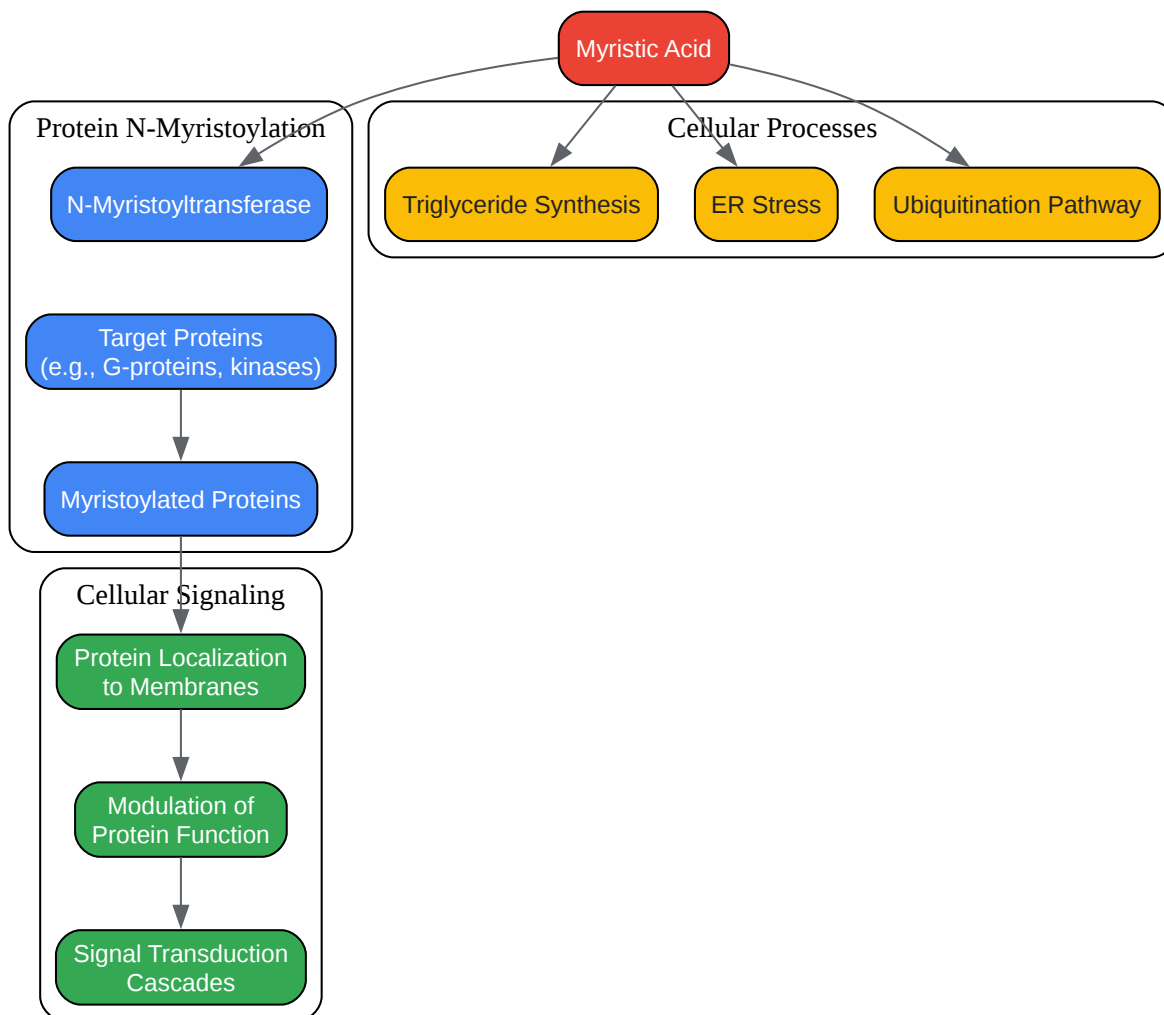 Myristic Acid
Protein N-Myristoylation
Cellular Processes
N-Myristoyltransferase
Triglyceride Synthesis
ER Stress
Ubiquitination Pathway
Target Proteins
(e.g., G-proteins, kinases)
Myristoylated Proteins
Cellular Signaling
Protein Localization
to Membranes
Modulation of
Protein Function
Signal Transduction
Cascades